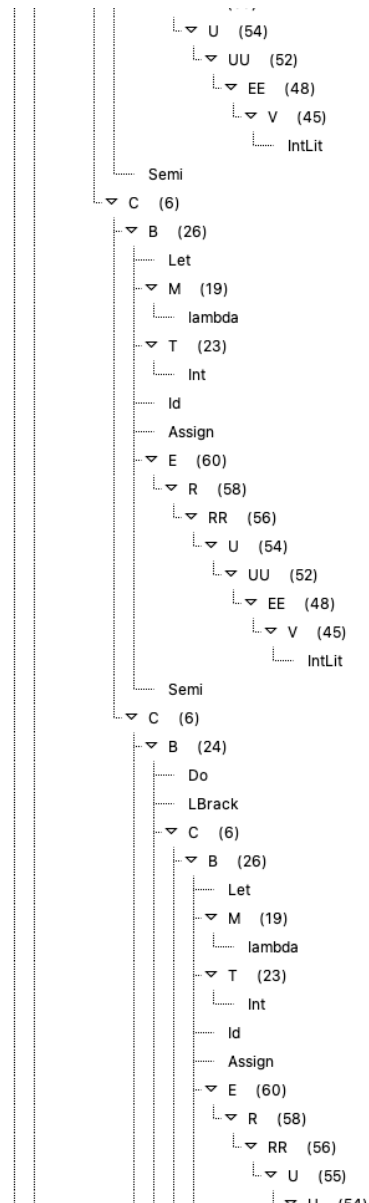 U (54)
UU (52)
EE (48)
V (45)
IntLit
Semi
C (6)
B (26)
Let
M (19)
lambda
T (23)
Int
Id
Assign
E (60)
R (58)
RR (56)
U (54)
UU (52)
EE (48)
V (45)
IntLit
Semi
C (6)
B (24)
Do
LBrack
C (6)
B (26)
Let
M (19)
lambda
T (23)
Int
Id
Assign
E (60)
R (58)
RR (56)
U (55)
U (54)